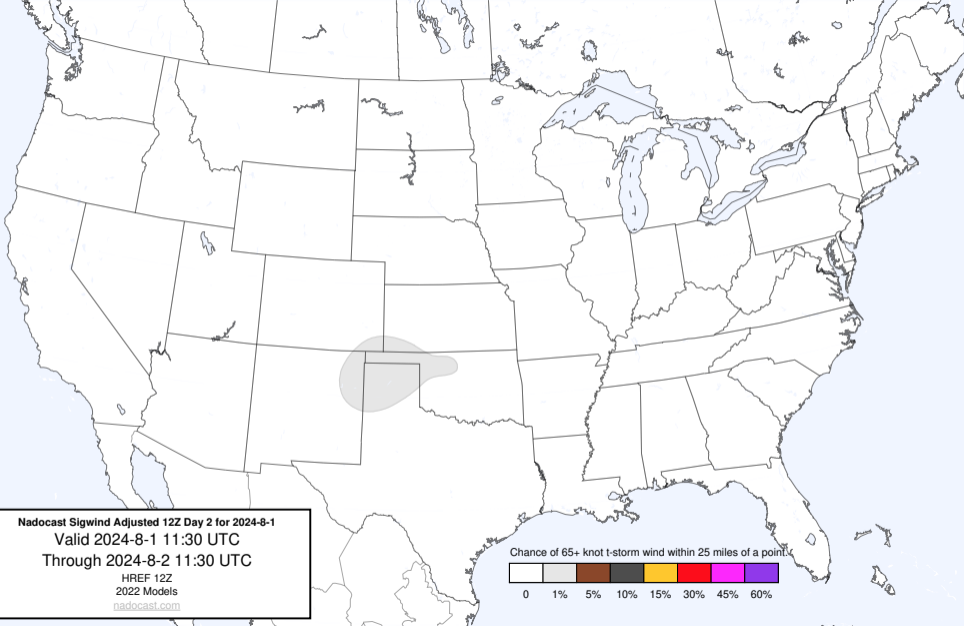 Nadocast Sigwind Adjusted 12Z Day 2 for 2024-8-1
Valid 2024-8-1 11:30 UTC
Through 2024-8-2 11:30 UTC
HREF 12Z
2022 Models
nadocast.com
Chance of 65+ knot t-storm wind within 25 miles of a point.
0 1% 5% 10% 15% 30% 45% 60%